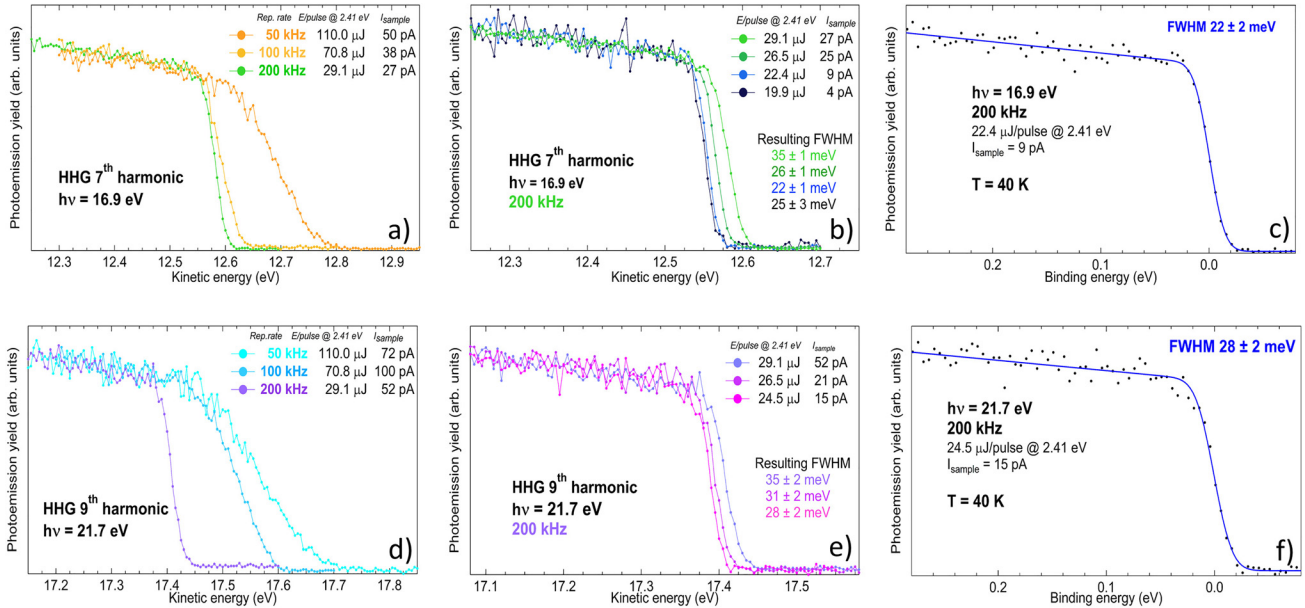 Rep. rate E/pulse @ 2.41 eV Isample
50 kHz 110.0 µJ 50 pA
100 kHz 70.8 µJ 38 pA
200 kHz 29.1 µJ 27 pA
HHG 7th harmonic
hν = 16.9 eV
a)
Photoemission yield (arb. units)
12.3 12.4 12.5 12.6 12.7 12.8 12.9
Kinetic energy (eV)
E/pulse @ 2.41 eV Isample
29.1 µJ 27 pA
26.5 µJ 25 pA
22.4 µJ 9 pA
19.9 µJ 4 pA
Resulting FWHM
35 ± 1 meV
26 ± 1 meV
22 ± 1 meV
25 ± 3 meV
HHG 7th harmonic
hν = 16.9 eV
200 kHz
b)
Photoemission yield (arb. units)
12.3 12.4 12.5 12.6 12.7
Kinetic energy (eV)
FWHM 22 ± 2 meV
hν = 16.9 eV
200 kHz
22.4 µJ/pulse @ 2.41 eV
Isample = 9 pA
T = 40 K
c)
Photoemission yield (arb. units)
0.2 0.1 0.0
Binding energy (eV)
Rep.rate E/pulse @ 2.41 eV Isample
50 kHz 110.0 µJ 72 pA
100 kHz 70.8 µJ 100 pA
200 kHz 29.1 µJ 52 pA
HHG 9th harmonic
hν = 21.7 eV
d)
Photoemission yield (arb. units)
17.2 17.3 17.4 17.5 17.6 17.7 17.8
Kinetic energy (eV)
E/pulse @ 2.41 eV Isample
29.1 µJ 52 pA
26.5 µJ 21 pA
24.5 µJ 15 pA
Resulting FWHM
35 ± 2 meV
31 ± 2 meV
28 ± 2 meV
HHG 9th harmonic
hν = 21.7 eV
200 kHz
e)
Photoemission yield (arb. units)
17.1 17.2 17.3 17.4 17.5
Kinetic energy (eV)
FWHM 28 ± 2 meV
hν = 21.7 eV
200 kHz
24.5 µJ/pulse @ 2.41 eV
Isample = 15 pA
T = 40 K
f)
Photoemission yield (arb. units)
0.2 0.1 0.0
Binding energy (eV)